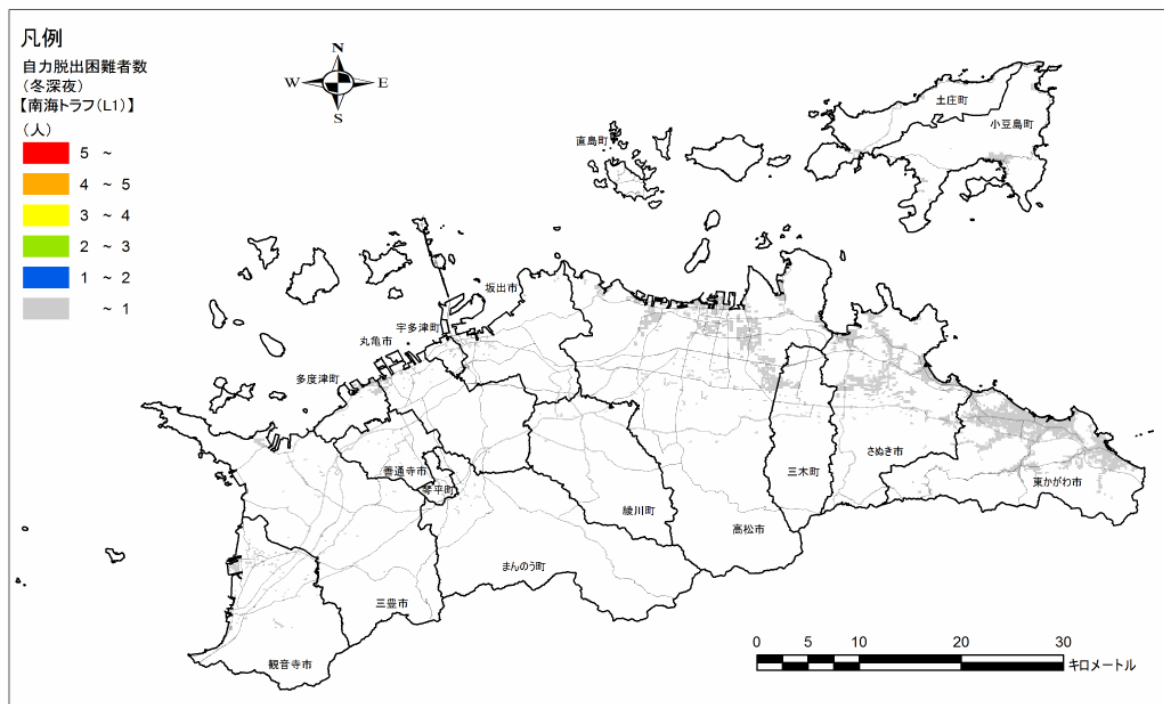 凡例
自力脱出困難者数
(冬深夜)
【南海トラフ(L1)】
(人)
5 ~
4 ~ 5
3 ~ 4
2 ~ 3
1 ~ 2
~ 1
N
W
E
S
土庄町
小豆島町
直島町
坂出市
宇多津町
丸亀市
多度津町
善通寺市
琴平町
三木町
さぬき市
東かがわ市
綾川町
高松市
まんのう町
三豊市
観音寺市
0 5 10 20 30
キロメートル